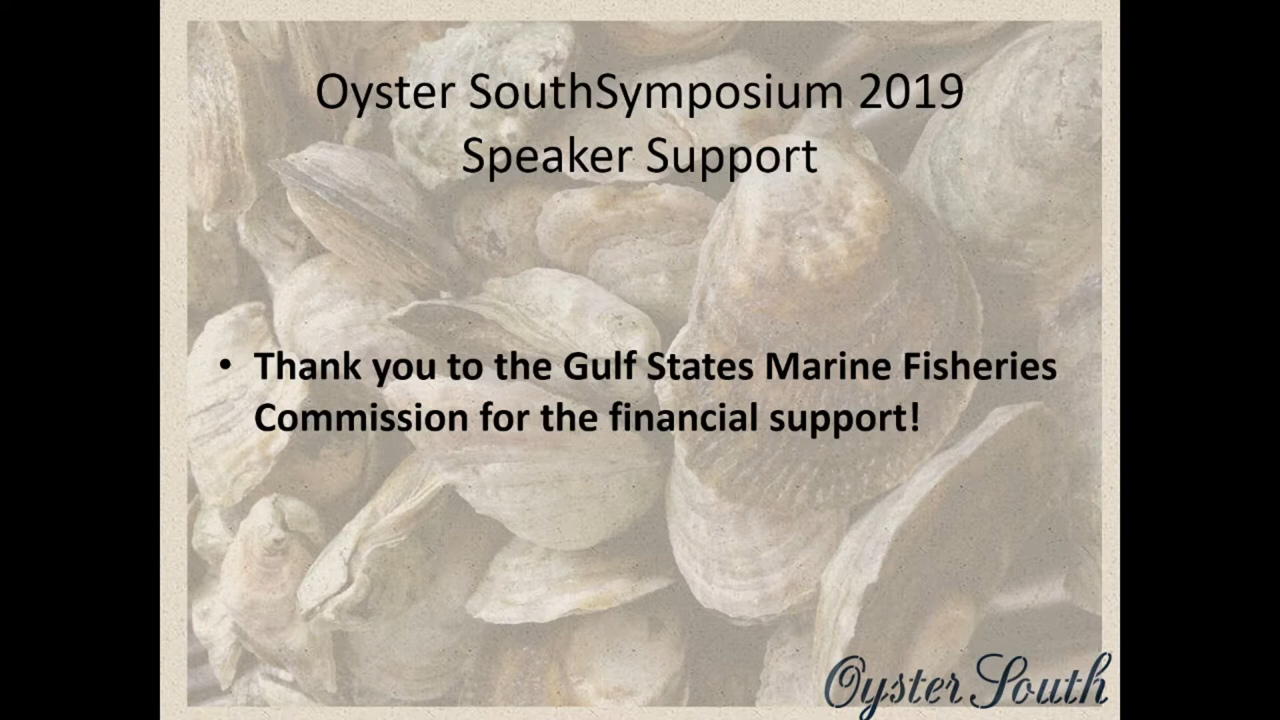 Oyster SouthSymposium 2019
Speaker Support
• Thank you to the Gulf States Marine Fisheries
Commission for the financial support!
Oyster South